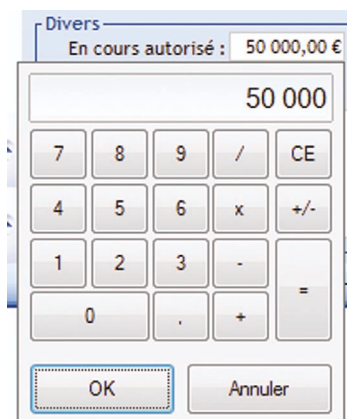 Divers
En cours autorisé : 50 000,00 €
50 000
7 8 9 / CE
4 5 6 x +/-
1 2 3 -
=
0 . +
OK Annuler